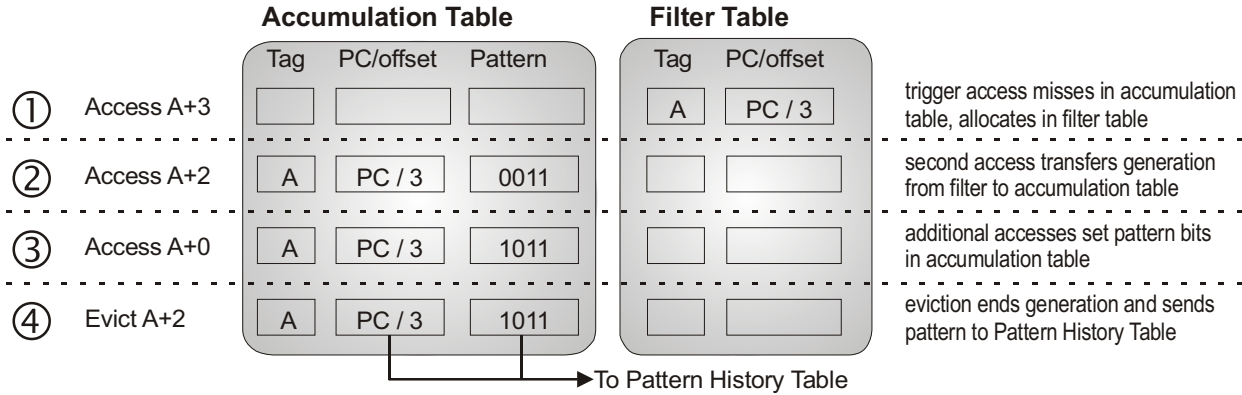 Accumulation Table Filter Table
Tag PC/offset Pattern Tag PC/offset
① Access A+3 A PC / 3 trigger access misses in accumulation
table, allocates in filter table
② Access A+2 A PC / 3 0011 second access transfers generation
from filter to accumulation table
③ Access A+0 A PC / 3 1011 additional accesses set pattern bits
in accumulation table
④ Evict A+2 A PC / 3 1011 eviction ends generation and sends
pattern to Pattern History Table
To Pattern History Table